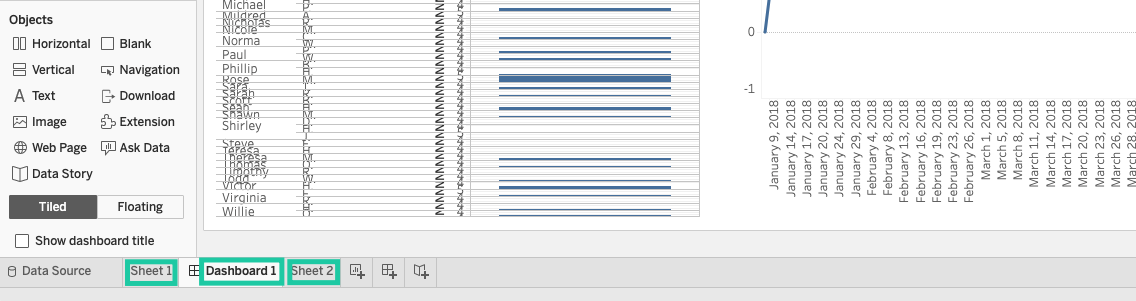 Objects
Horizontal Blank
Vertical Navigation
Text Download
Image Extension
Web Page Ask Data
Data Story
Tiled Floating
Show dashboard title
Michael
Mildred
Nicholas
Nicole
Norma
Paul
Phillip
Rose
Sara
Sarah
Scott
Sean
Shawn
Shirley
Steve
Teresa
Theresa
Thomas
Timothy
Todd
Victor
Virginia
Willie
0
-1
January 9, 2018
January 14, 2018
January 17, 2018
January 20, 2018
January 24, 2018
January 29, 2018
February 4, 2018
February 8, 2018
February 13, 2018
February 16, 2018
February 19, 2018
February 23, 2018
February 26, 2018
March 1, 2018
March 5, 2018
March 8, 2018
March 11, 2018
March 14, 2018
March 17, 2018
March 20, 2018
March 23, 2018
March 26, 2018
March 28, 2018
Data Source Sheet 1 Dashboard 1 Sheet 2